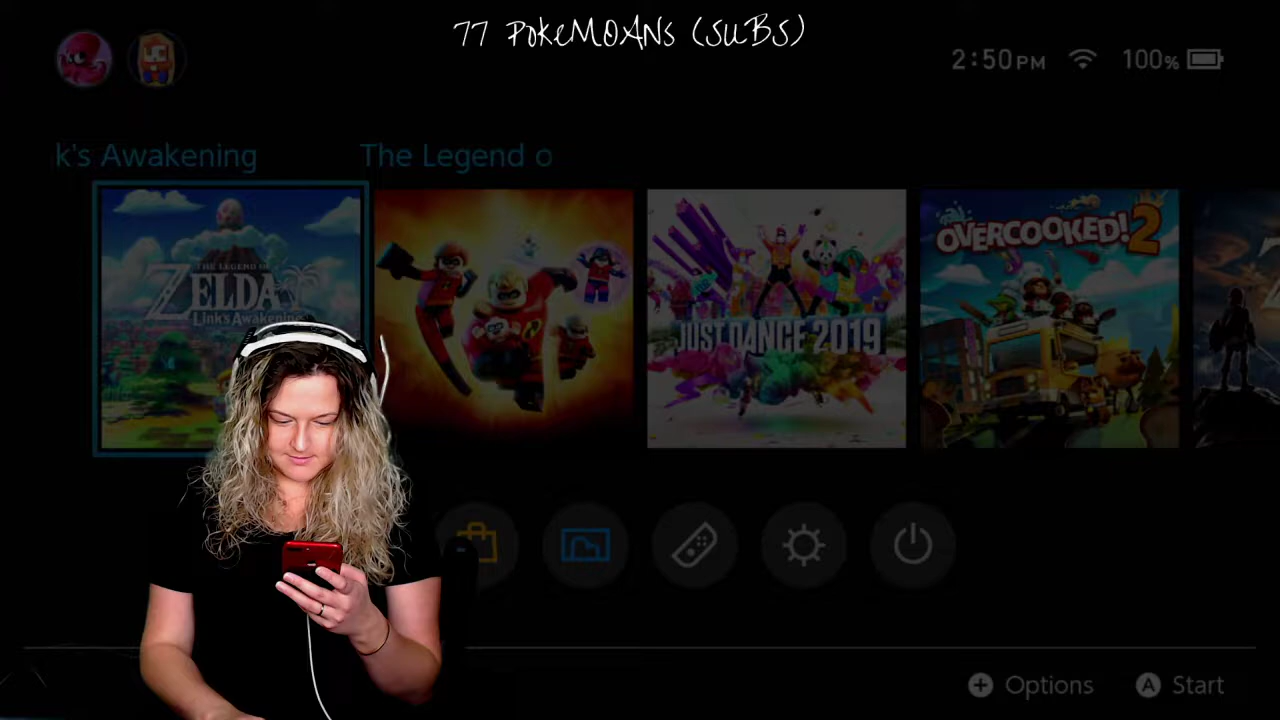 77 PokeMOANs (SUBS)
2:50 PM 100%
k's Awakening The Legend o
THE LEGEND OF
ZELDA
Link's Awakening
JUST DANCE 2019
OVERCOOKED! 2
Options Start